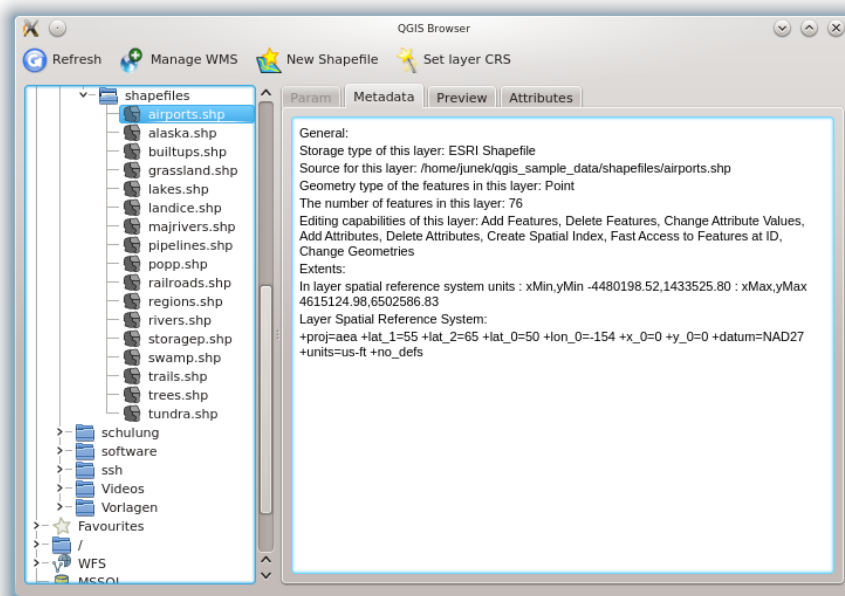 QGIS Browser
Refresh Manage WMS New Shapefile Set layer CRS
shapefiles
airports.shp
alaska.shp
builtups.shp
grassland.shp
lakes.shp
landice.shp
majrivers.shp
pipelines.shp
popp.shp
railroads.shp
regions.shp
rivers.shp
storagep.shp
swamp.shp
trails.shp
trees.shp
tundra.shp
schulung
software
ssh
Videos
Vorlagen
Favourites
/
WFS
MSSQL
Param Metadata Preview Attributes
General:
Storage type of this layer: ESRI Shapefile
Source for this layer: /home/junek/qgis_sample_data/shapefiles/airports.shp
Geometry type of the features in this layer: Point
The number of features in this layer: 76
Editing capabilities of this layer: Add Features, Delete Features, Change Attribute Values,
Add Attributes, Delete Attributes, Create Spatial Index, Fast Access to Features at ID,
Change Geometries
Extents:
In layer spatial reference system units : xMin,yMin -4480198.52,1433525.80 : xMax,yMax
4615124.98,6502586.83
Layer Spatial Reference System:
+proj=aea +lat_1=55 +lat_2=65 +lat_0=50 +lon_0=-154 +x_0=0 +y_0=0 +datum=NAD27
+units=us-ft +no_defs